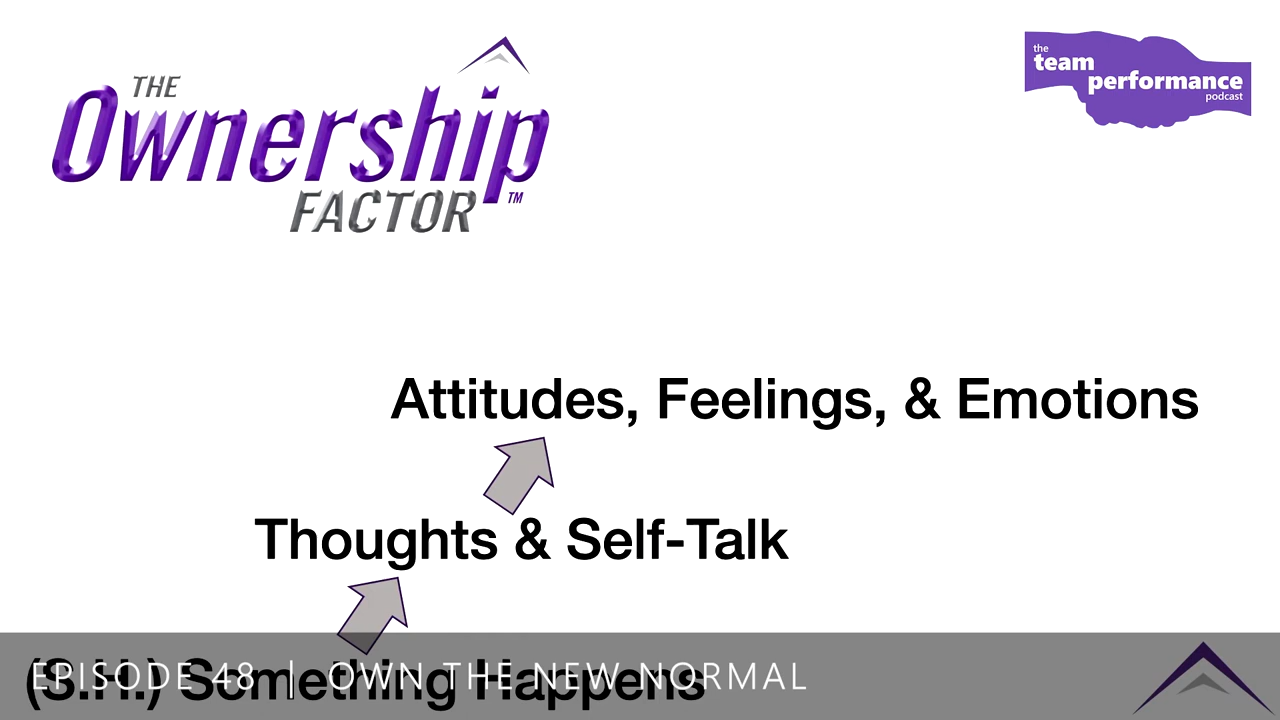 THE
Ownership
FACTOR™
the
team
performance
podcast
Attitudes, Feelings, & Emotions
Thoughts & Self-Talk
(S.H.) Something Happens
EPISODE 48 | OWN THE NEW NORMAL